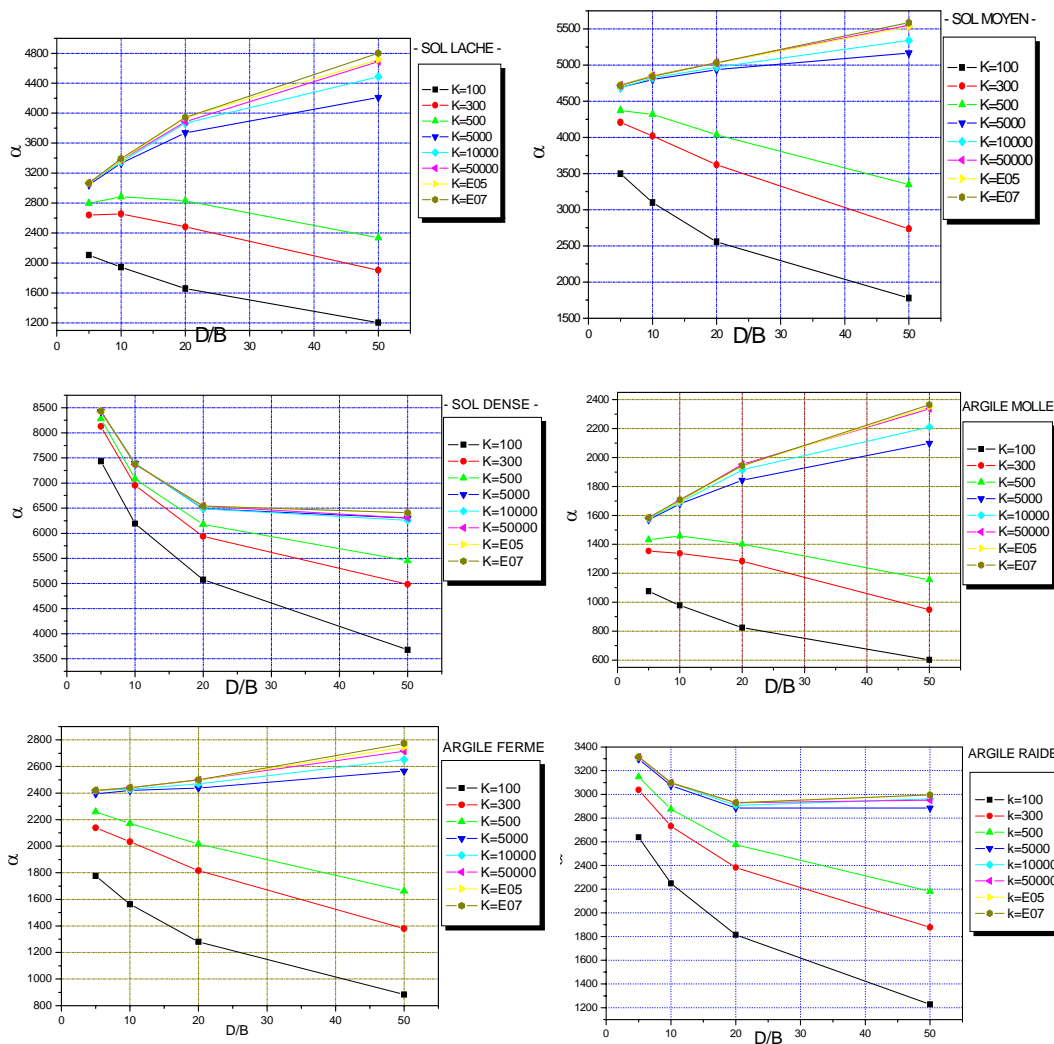 - SOL LACHE -
4800
4400
4000
3600
3200
2800
2400
2000
1600
1200
α
0 10 20 30 40 50
D/B
K=100
K=300
K=500
K=5000
K=10000
K=50000
K=E05
K=E07
- SOL MOYEN -
5500
5000
4500
4000
3500
3000
2500
2000
1500
α
0 10 20 30 40 50
D/B
K=100
K=300
K=500
K=5000
K=10000
K=50000
K=E05
K=E07
- SOL DENSE -
8500
8000
7500
7000
6500
6000
5500
5000
4500
4000
3500
α
0 10 20 30 40 50
D/B
K=100
K=300
K=500
K=5000
K=10000
K=50000
K=E05
K=E07
ARGILE MOLLE
2400
2200
2000
1800
1600
1400
1200
1000
800
600
α
0 10 20 30 40 50
D/B
K=100
K=300
K=500
K=5000
K=10000
K=50000
K=E05
K=E07
ARGILE FERME
2800
2600
2400
2200
2000
1800
1600
1400
1200
1000
800
α
0 10 20 30 40 50
D/B
K=100
K=300
K=500
K=5000
K=10000
K=50000
K=E05
K=E07
ARGILE RAIDE
3400
3200
3000
2800
2600
2400
2200
2000
1800
1600
1400
1200
0 10 20 30 40 50
D/B
k=100
k=300
k=500
k=5000
k=10000
k=50000
k=E05
k=E07